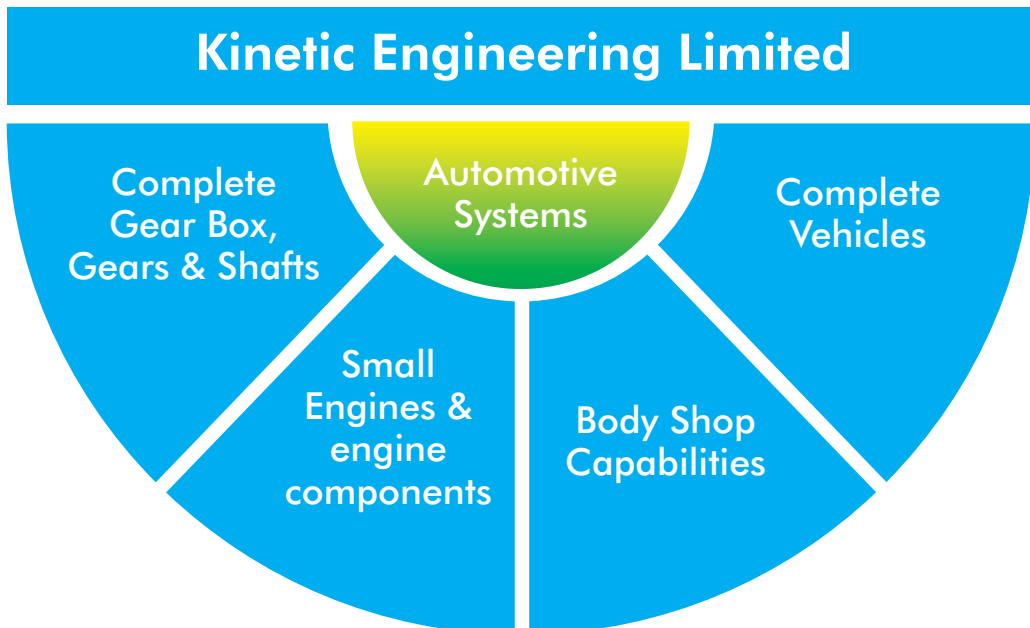 Kinetic Engineering Limited
Automotive
Systems
Complete
Gear Box,
Gears & Shafts
Small
Engines &
engine
components
Body Shop
Capabilities
Complete
Vehicles